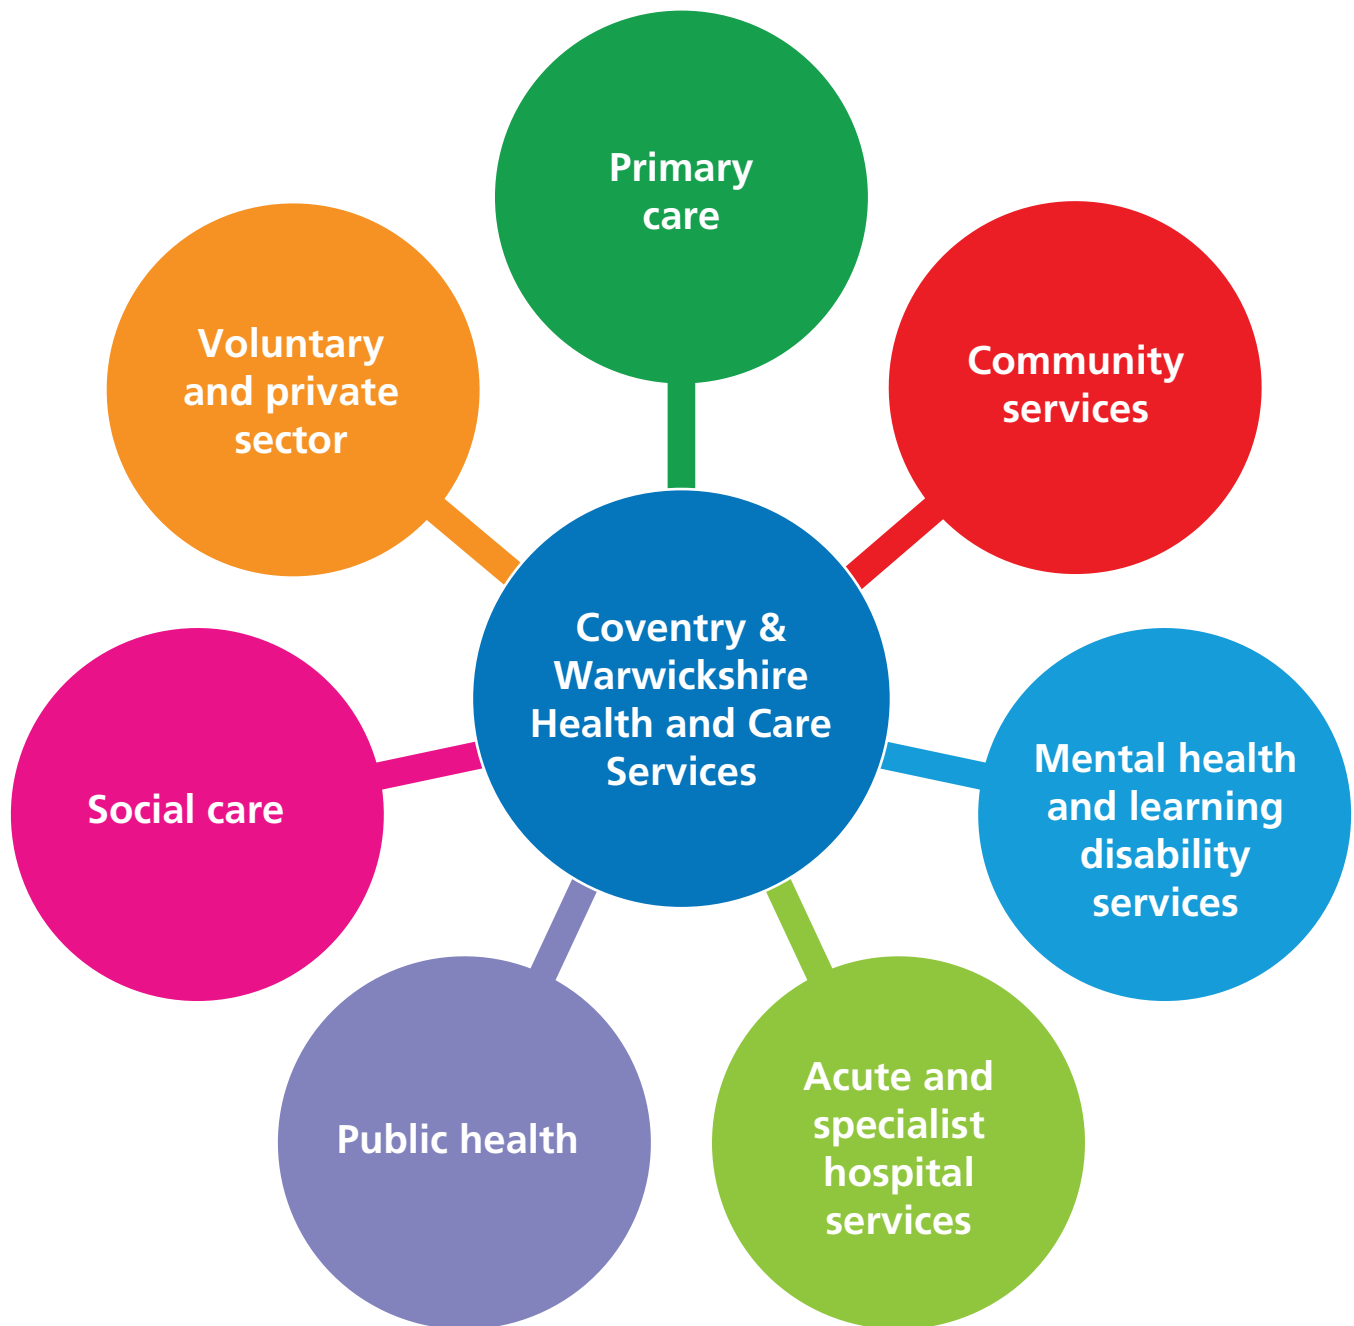 Primary
care
Community
services
Mental health
and learning
disability
services
Acute and
specialist
hospital
services
Public health
Social care
Voluntary
and private
sector
Coventry &
Warwickshire
Health and Care
Services